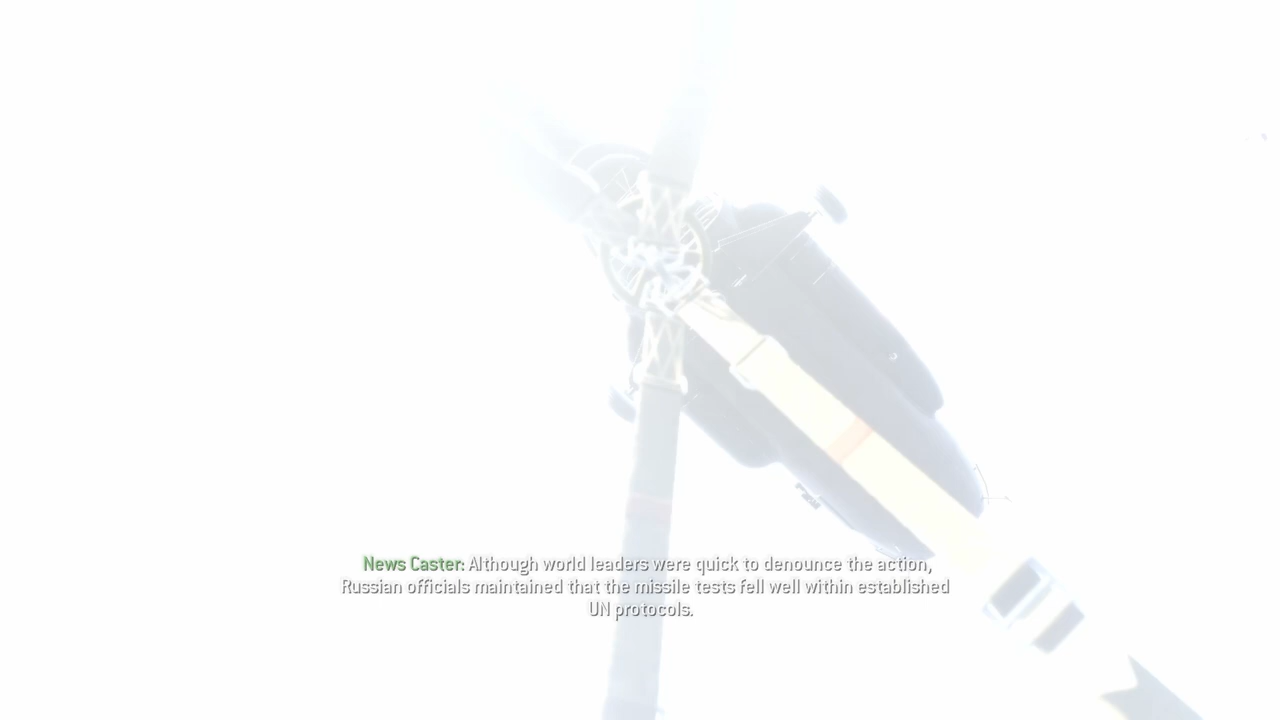 News Caster: Although world leaders were quick to denounce the action,
Russian officials maintained that the missile tests fell well within established
UN protocols.